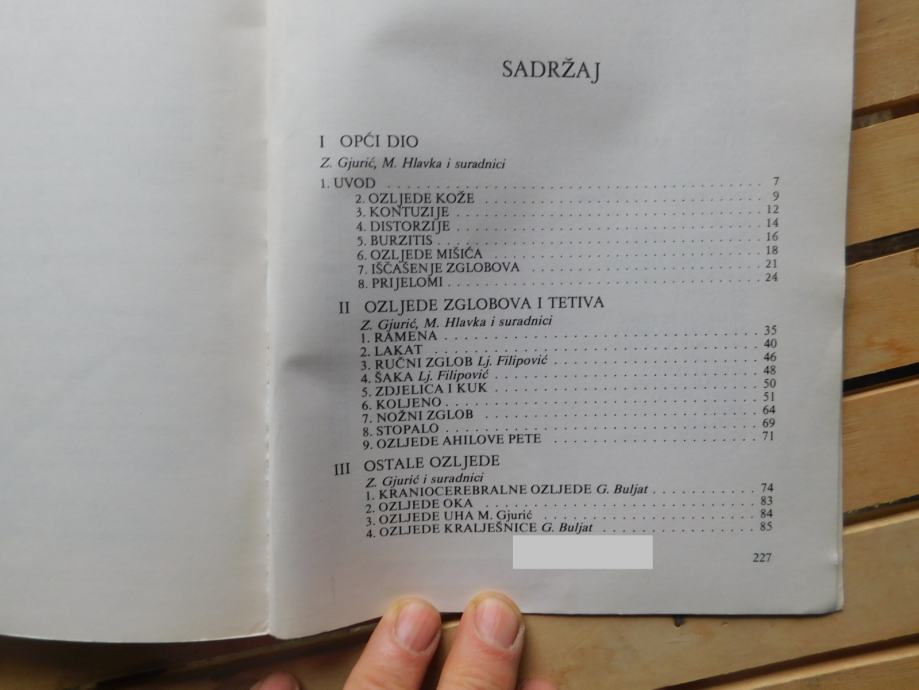 SADRŽAJ
I OPĆI DIO
Z. Gjurić, M. Hlavka i suradnici
1. UVOD . . . . . . . . . . . . . . . . . . . . 7
2. OZLJEDE KOŽE . . . . . . . . . . . . . . . . . . . . 9
3. KONTUZIJE . . . . . . . . . . . . . . . . . . . . 12
4. DISTORZIJE . . . . . . . . . . . . . . . . . . . . 14
5. BURZITIS . . . . . . . . . . . . . . . . . . . . 16
6. OZLJEDE MIŠIĆA . . . . . . . . . . . . . . . . . . . . 18
7. IŠČAŠENJE ZGLOBOVA . . . . . . . . . . . . . . . . . . . . 21
8. PRIJELOMI . . . . . . . . . . . . . . . . . . . . 24
II OZLJEDE ZGLOBOVA I TETIVA
Z. Gjurić, M. Hlavka i suradnici
1. RAMENA . . . . . . . . . . . . . . . . . . . . 35
2. LAKAT . . . . . . . . . . . . . . . . . . . . 40
3. RUČNI ZGLOB Lj. Filipović . . . . . . . . . . . . . . . . . . . . 46
4. ŠAKA Lj. Filipović . . . . . . . . . . . . . . . . . . . . 48
5. ZDJELICA I KUK . . . . . . . . . . . . . . . . . . . . 50
6. KOLJENO . . . . . . . . . . . . . . . . . . . . 51
7. NOŽNI ZGLOB . . . . . . . . . . . . . . . . . . . . 64
8. STOPALO . . . . . . . . . . . . . . . . . . . . 69
9. OZLJEDE AHILOVE PETE . . . . . . . . . . . . . . . . . . . . 71
III OSTALE OZLJEDE
Z. Gjurić i suradnici
1. KRANIOCEREBRALNE OZLJEDE G. Buljat . . . . . . . . . . 74
2. OZLJEDE OKA . . . . . . . . . . . . . . . . . . . . 83
3. OZLJEDE UHA M. Gjurić . . . . . . . . . . . . . . . . . . . . 84
4. OZLJEDE KRALJEŠNICE G. Buljat . . . . . . . . . . . . . . . 85
227